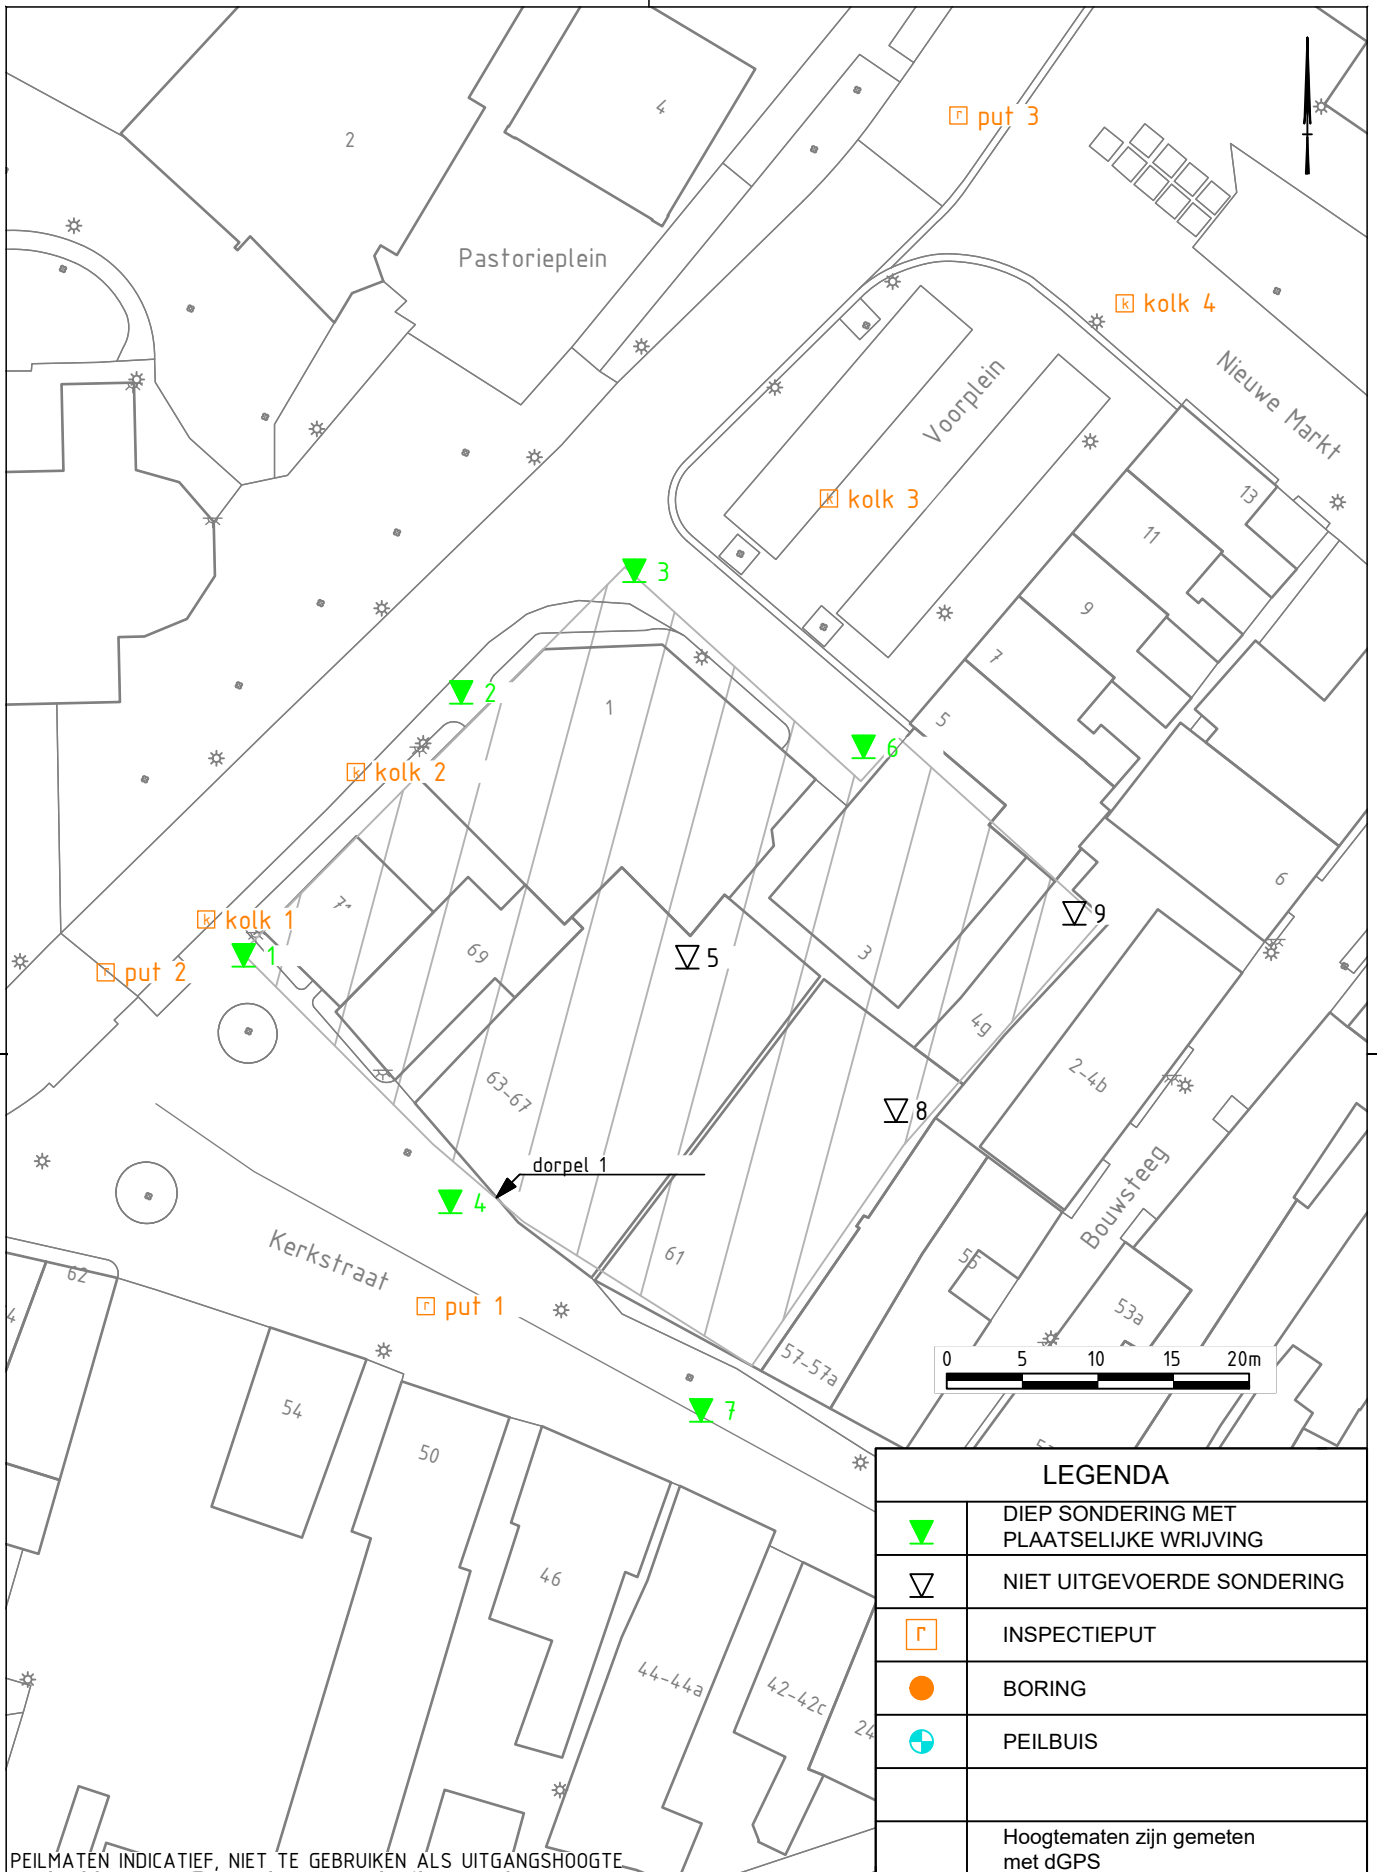 2
4
put 3
Pastorieplein
kolk 4
Nieuwe Markt
Voorplein
kolk 3
13
11
9
7
5
3
2
1
6
kolk 2
6
71
kolk 1
1
put 2
69
5
3
9
4g
8
2-4b
63-67
dorpel 1
4
Bouwsteeg
Kerkstraat
61
55
62
4
put 1
53a
57-57a
0 5 10 15 20m
7
54
50
46
44-44a
42-42c
24
LEGENDA
DIEP SONDERING MET
PLAATSELIJKE WRIJVING
NIET UITGEVOERDE SONDERING
INSPECTIEPUT
BORING
PEILBUIS
Hoogtematen zijn gemeten
met dGPS
PEILMATEN INDICATIEF, NIET TE GEBRUIKEN ALS UITGANGSHOOGTE